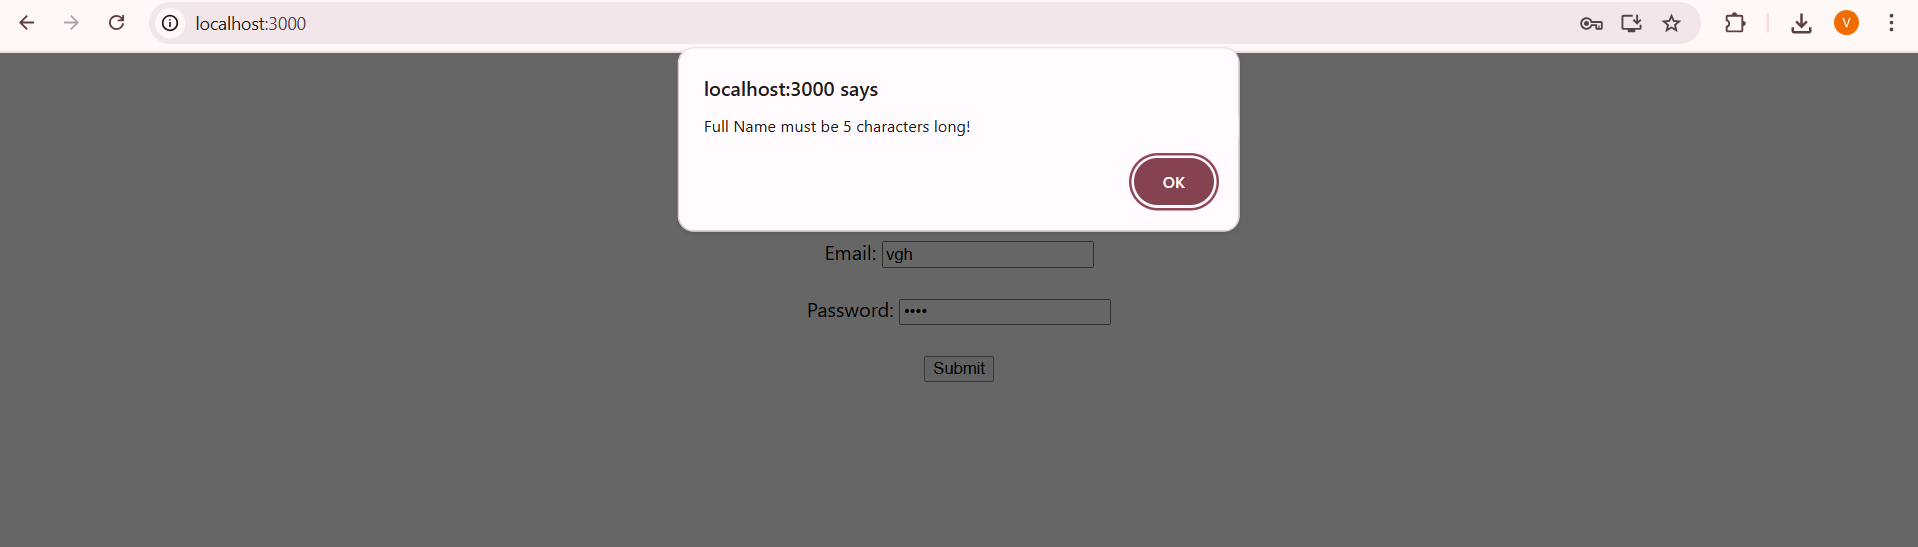 localhost:3000
V
localhost:3000 says
Full Name must be 5 characters long!
OK
Email: vgh
Password: ••••
Submit